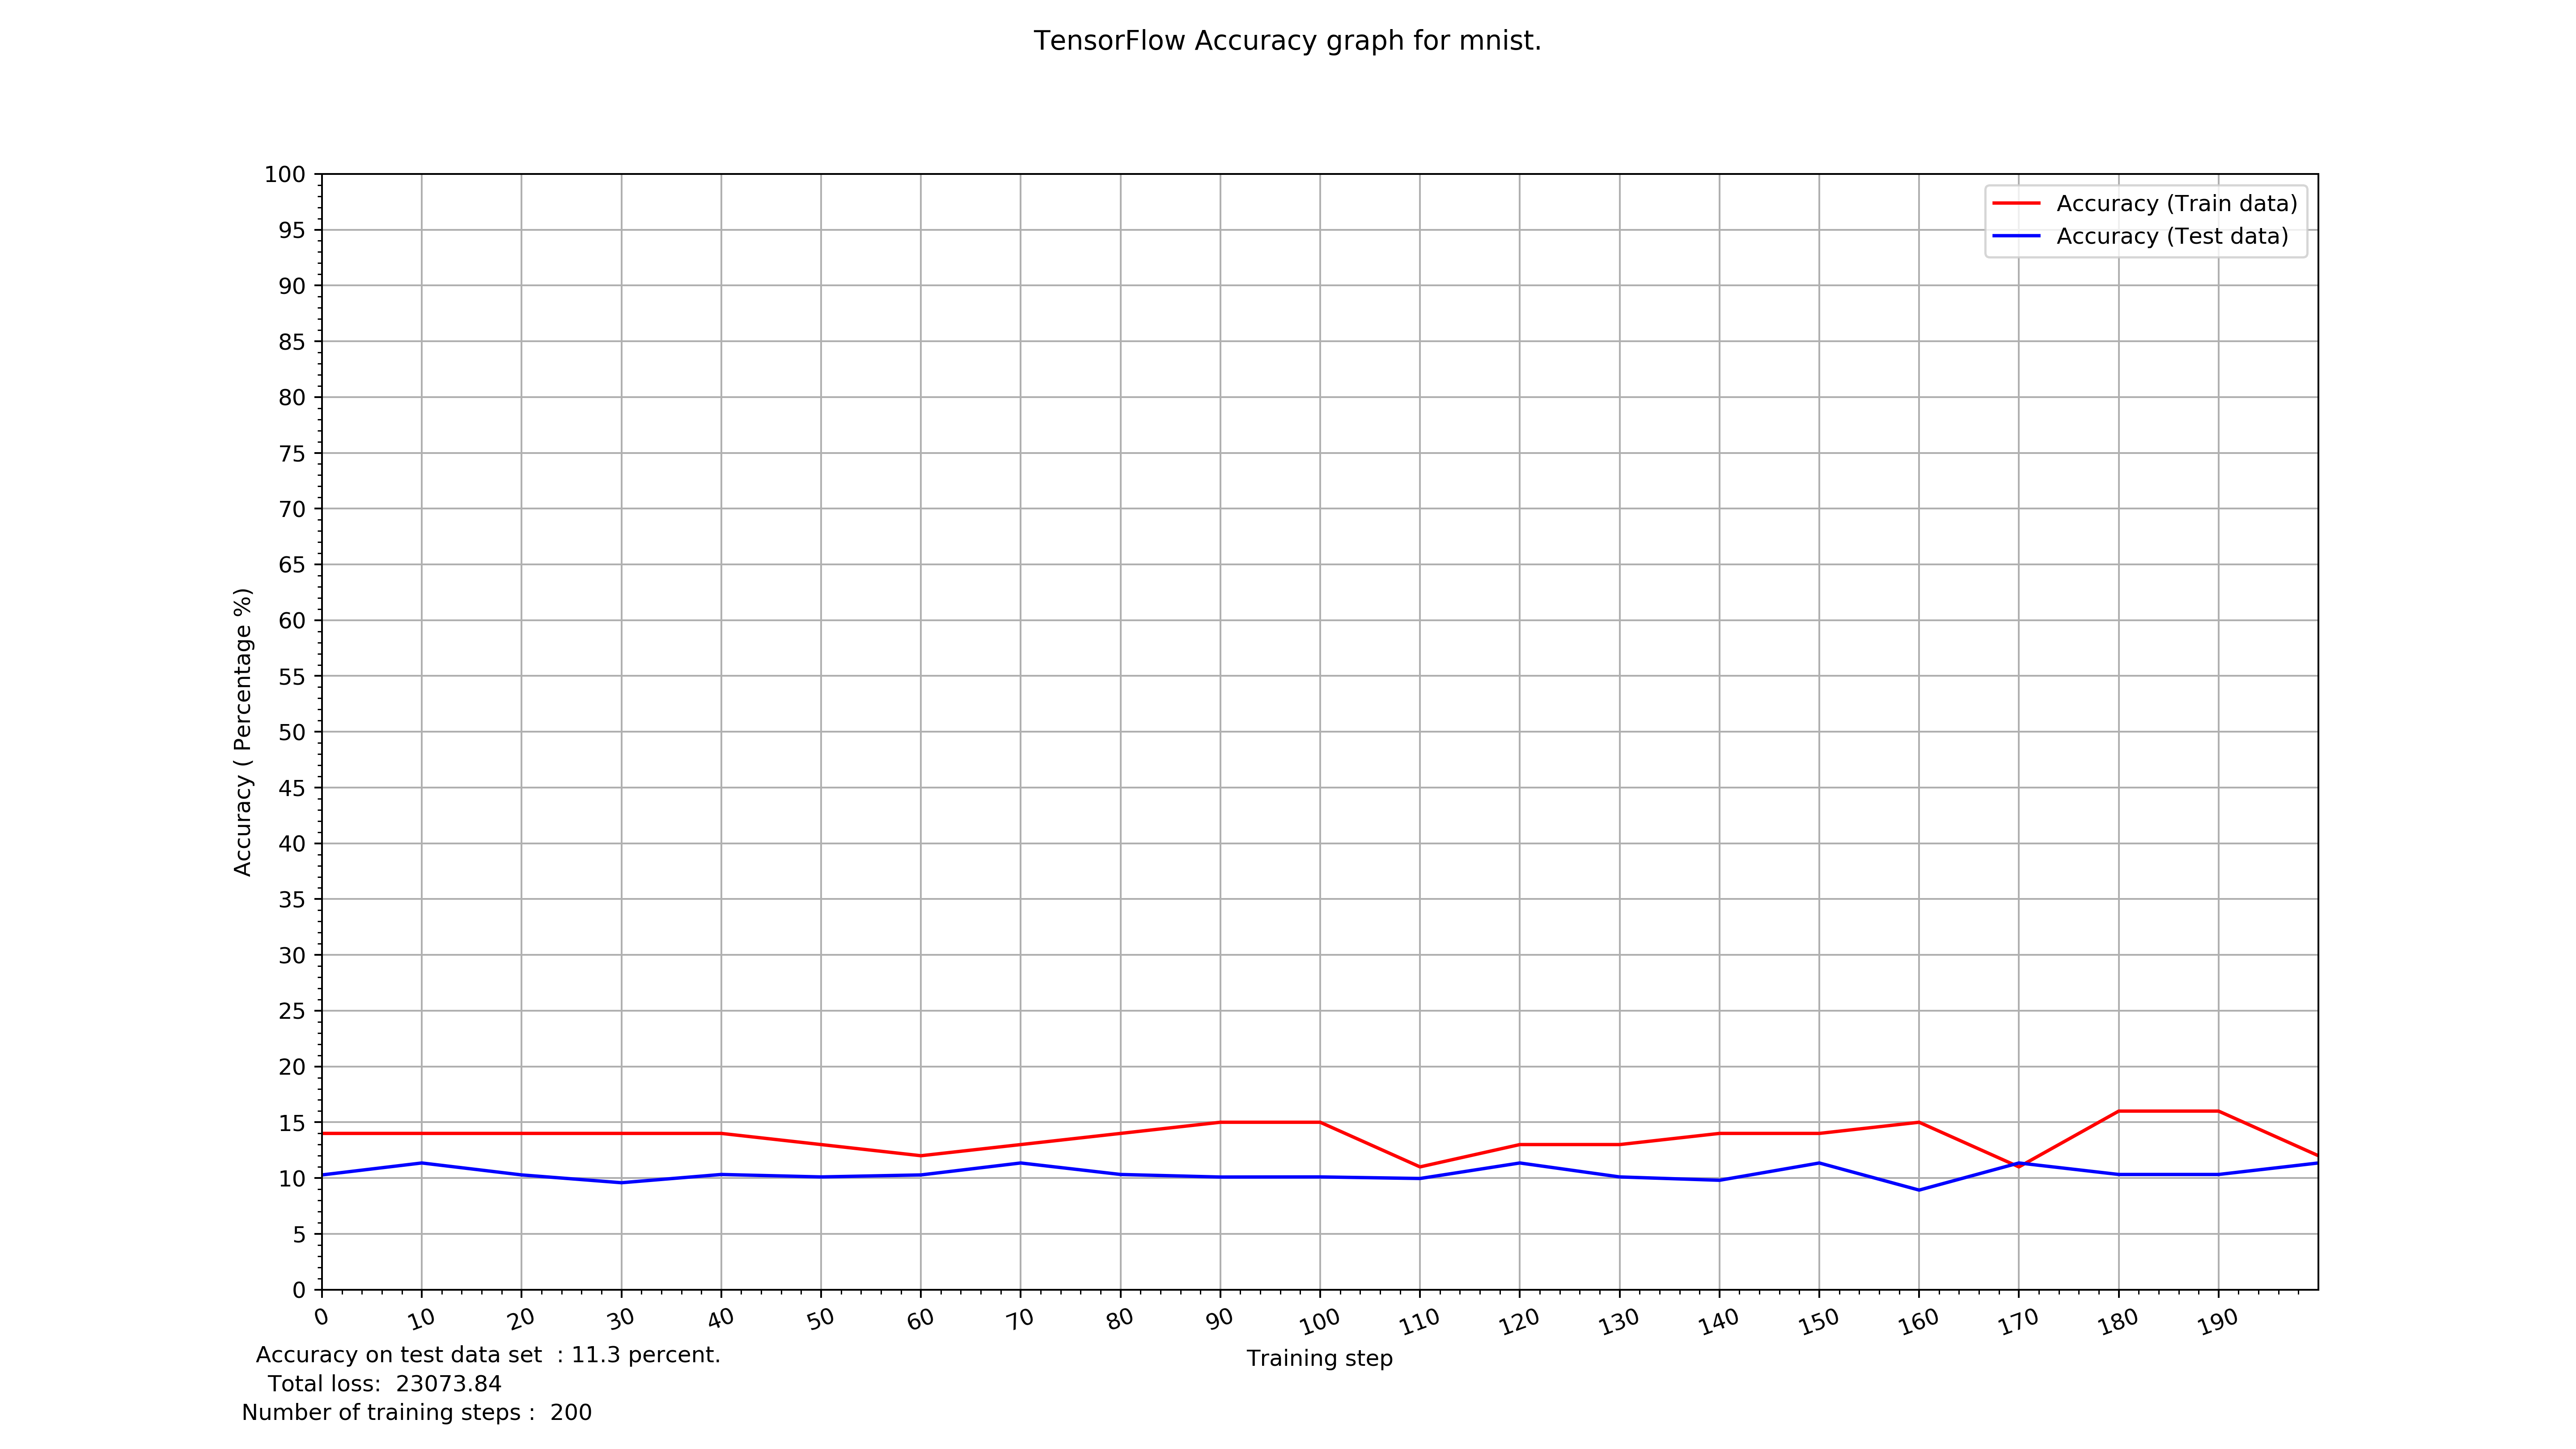 TensorFlow Accuracy graph for mnist.
Accuracy (Train data)
Accuracy (Test data)
Accuracy ( Percentage %)
100
95
90
85
80
75
70
65
60
55
50
45
40
35
30
25
20
15
10
5
0
0 10 20 30 40 50 60 70 80 90 100 110 120 130 140 150 160 170 180 190
Training step
Accuracy on test data set : 11.3 percent.
Total loss: 23073.84
Number of training steps : 200